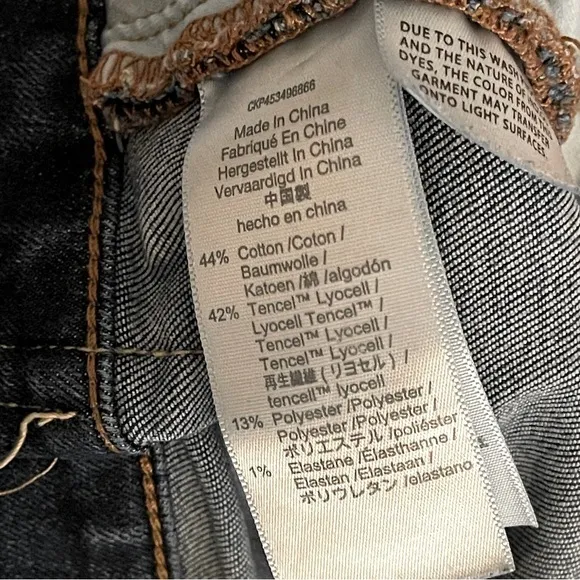 CKP453496866
Made In China
Fabriqué En Chine
Hergestellt In China
Vervaardigd In China
中国製
hecho en china
44% Cotton /Coton /
Baumwolle /
Katoen /綿 /algodón
42% Tencel™ Lyocell /
Lyocell Tencel™ /
Tencel™ Lyocell /
Tencel™ Lyocell /
再生繊維 (リヨセル) /
tencell™ lyocell
13% Polyester /Polyester /
Polyester /Polyester /
ポリエステル /poliéster
1% Elastane /Elasthanne /
Elastan /Elastaan /
ポリウレタン /elastano
DUE TO THIS WASH
AND THE NATURE OF
DYES, THE COLOR FROM
GARMENT MAY TRANSFER
ONTO LIGHT SURFACES.